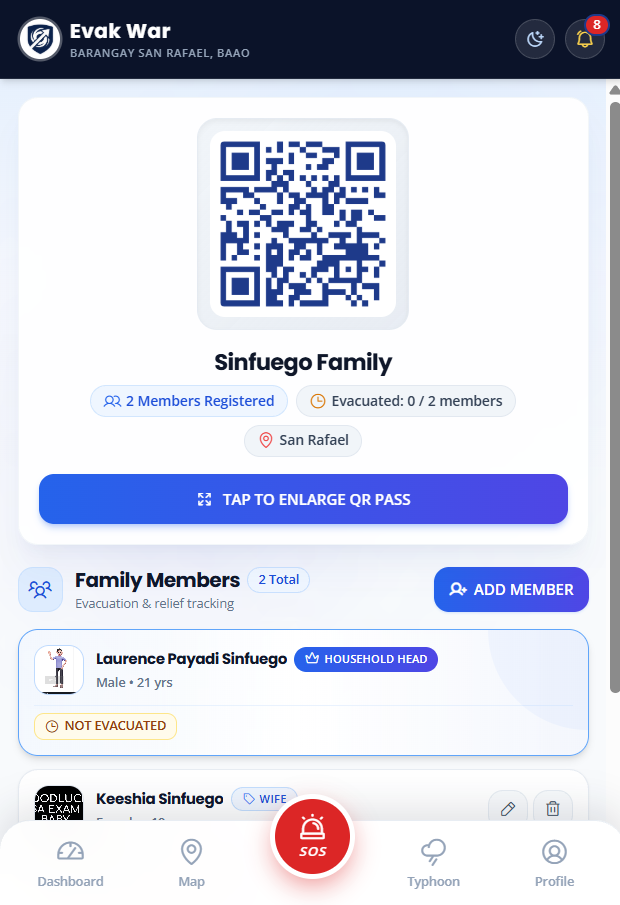 Evak War
BARANGAY SAN RAFAEL, BAAO
8
Sinfuego Family
2 Members Registered
Evacuated: 0 / 2 members
San Rafael
TAP TO ENLARGE QR PASS
Family Members
2 Total
Evacuation & relief tracking
ADD MEMBER
Laurence Payadi Sinfuego
HOUSEHOLD HEAD
Male • 21 yrs
NOT EVACUATED
Keeshia Sinfuego
WIFE
SOS
Dashboard
Map
Typhoon
Profile